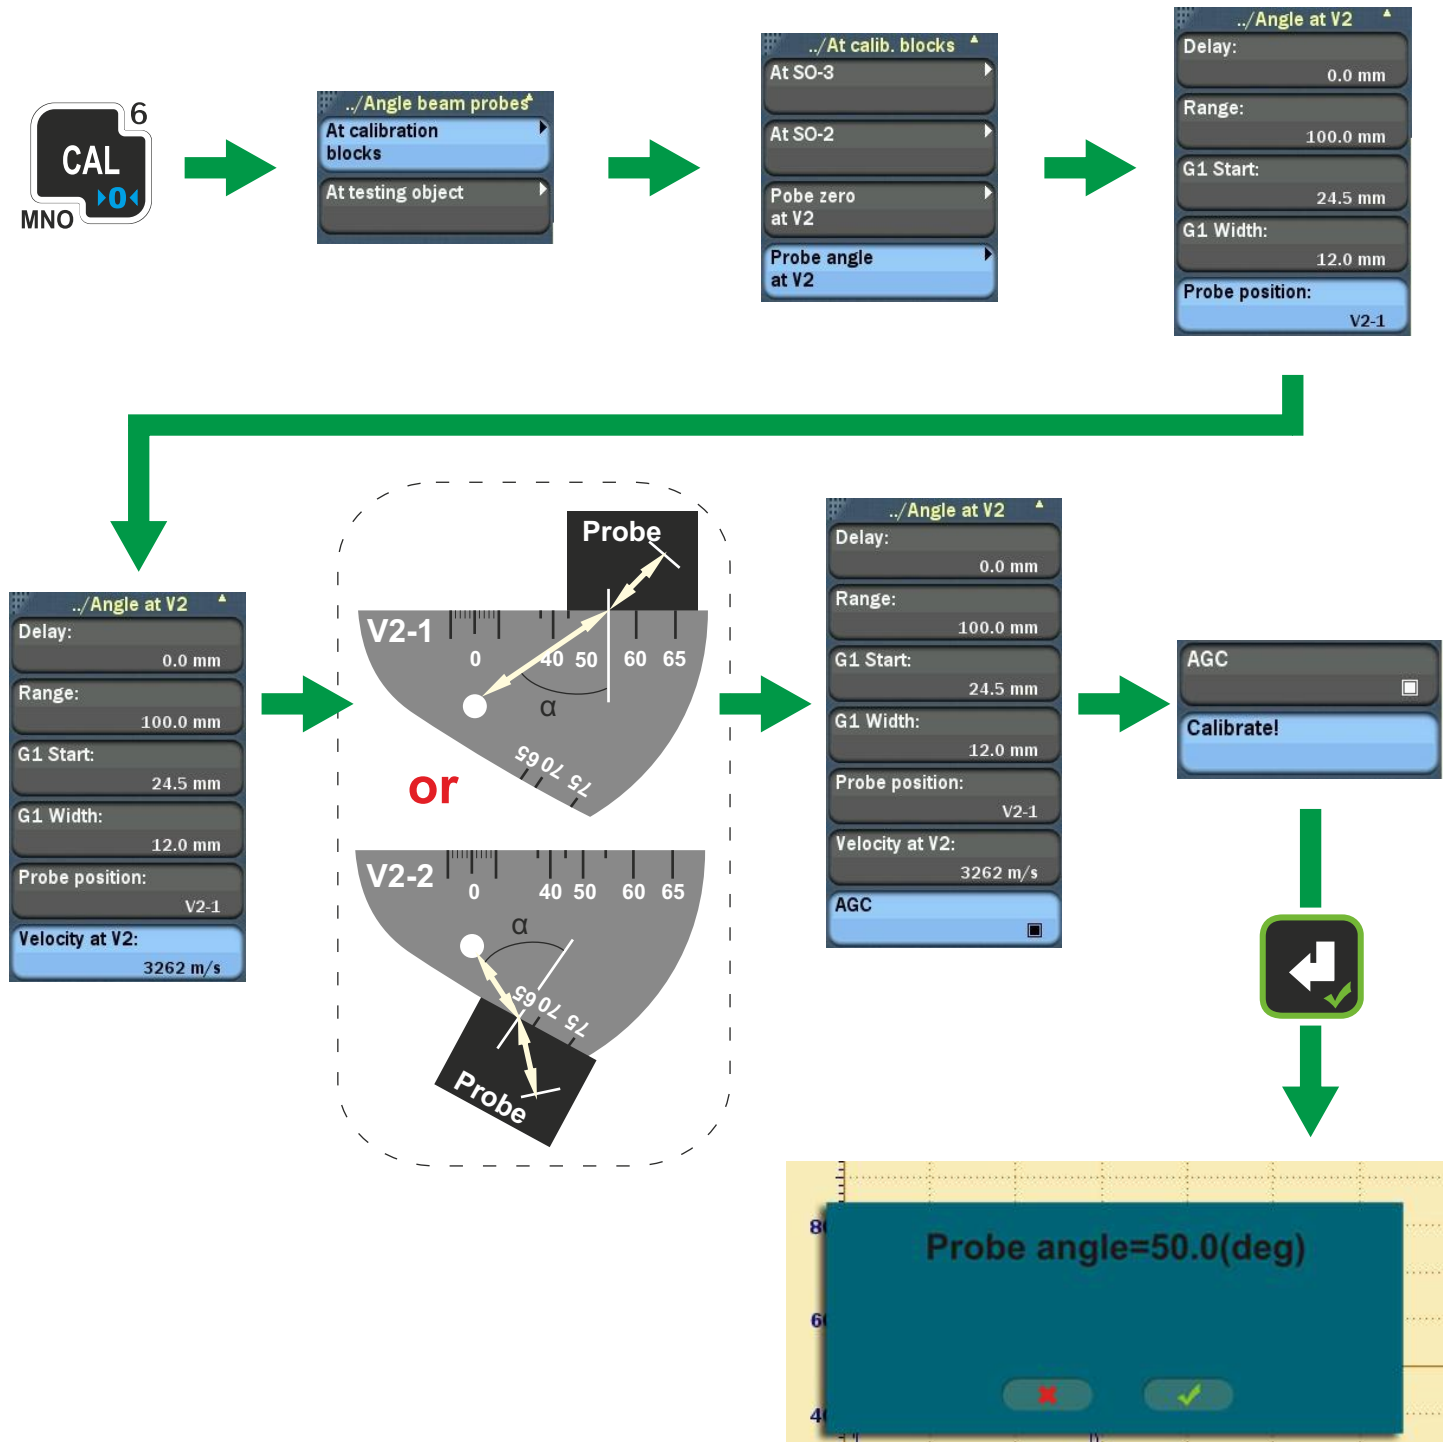 6
CAL
0
MNO
../Angle beam probes
At calibration
blocks
At testing object
../At calib. blocks
At SO-3
At SO-2
Pobe zero
at V2
Probe angle
at V2
../Angle at V2
Delay:
0.0 mm
Range:
100.0 mm
G1 Start:
24.5 mm
G1 Width:
12.0 mm
Probe position:
V2-1
../Angle at V2
Delay:
0.0 mm
Range:
100.0 mm
G1 Start:
24.5 mm
G1 Width:
12.0 mm
Probe position:
V2-1
Velocity at V2:
3262 m/s
Probe
V2-1
0 40 50 60 65
α
65 70 75
or
V2-2
0 40 50 60 65
α
65 70 75
Probe
../Angle at V2
Delay:
0.0 mm
Range:
100.0 mm
G1 Start:
24.5 mm
G1 Width:
12.0 mm
Probe position:
V2-1
Velocity at V2:
3262 m/s
AGC
AGC
Calibrate!
Probe angle=50.0(deg)